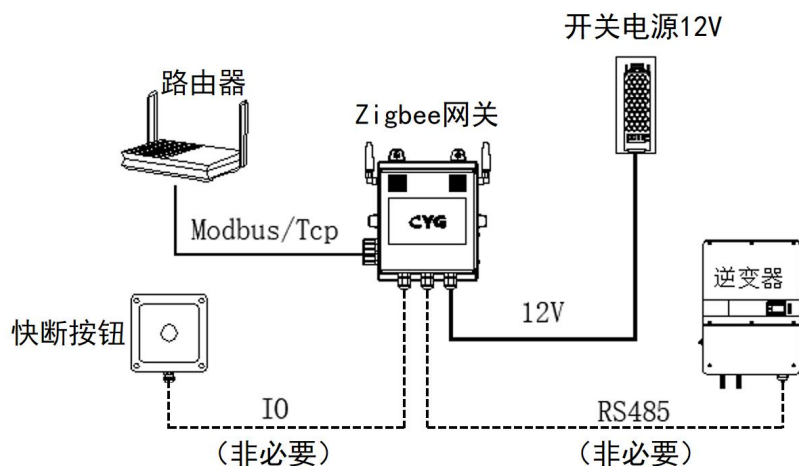 开关电源12V
路由器
Zigbee网关
CYG
Modbus/Tcp
逆变器
12V
快断按钮
IO
RS485
（非必要）
（非必要）